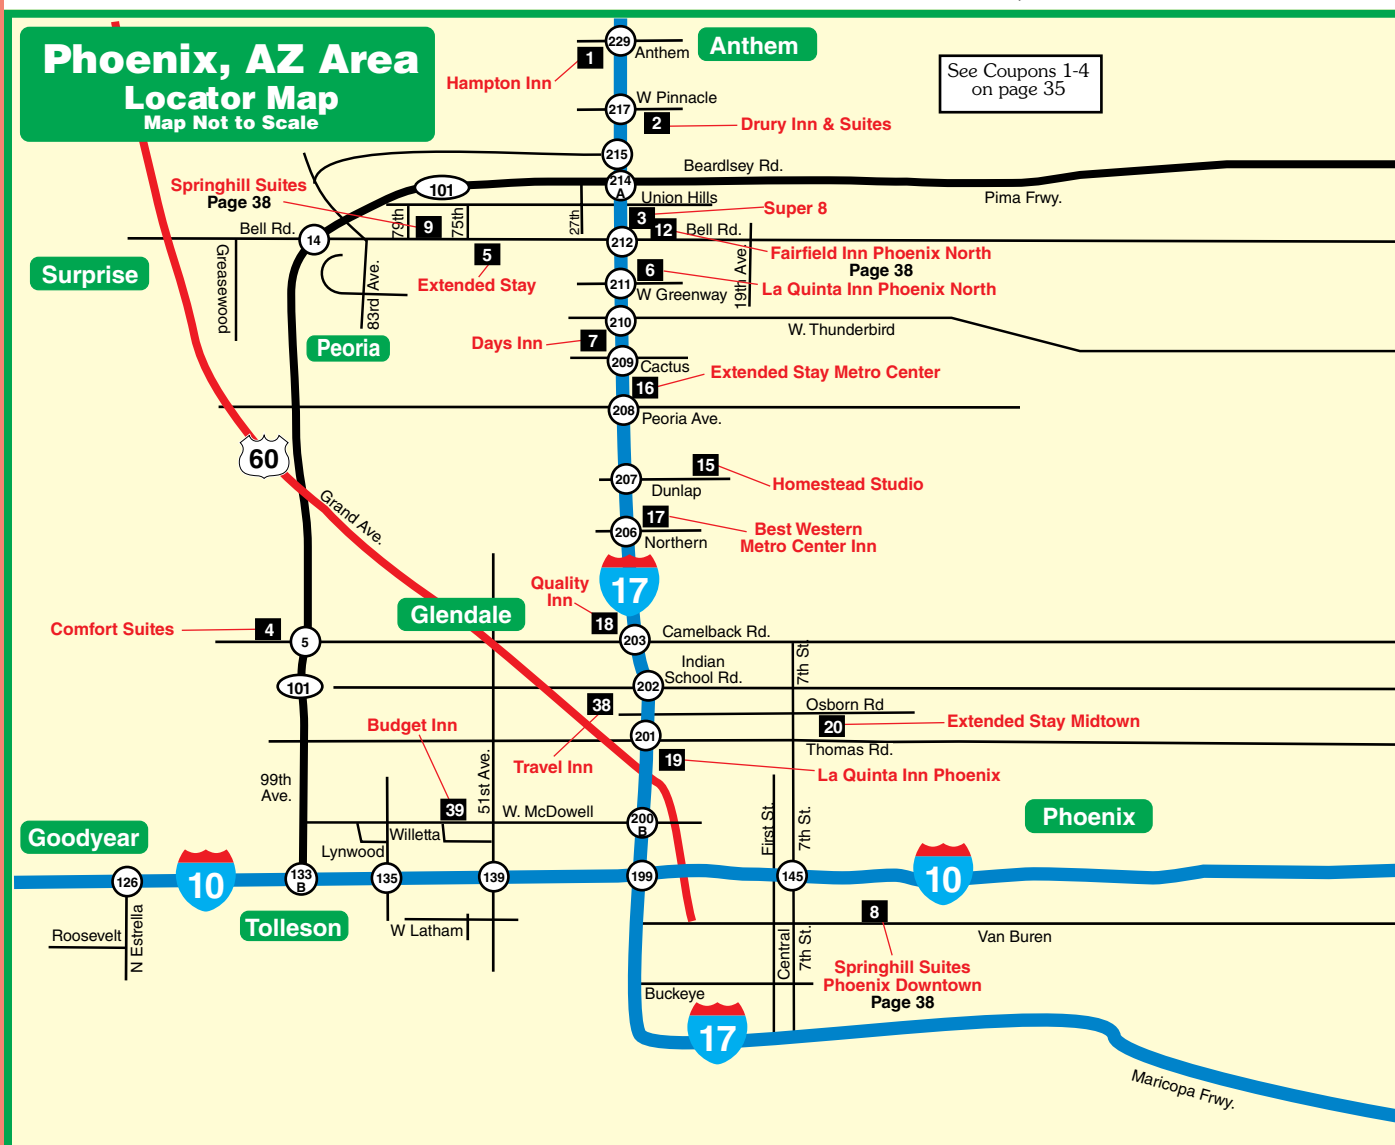 Phoenix, AZ Area
Locator Map
Map Not to Scale
229
Anthem
Anthem
1
Hampton Inn
See Coupons 1-4
on page 35
W Pinnacle
217
2
Drury Inn & Suites
215
Beardlsey Rd.
214
A
101
Springhill Suites
Page 38
Union Hills
Pima Frwy.
3
Super 8
79th
9
75th
27th
12
Bell Rd.
Bell Rd.
14
212
Fairfield Inn Phoenix North
Page 38
Surprise
Greasewood
83rd Ave.
5
Extended Stay
6
19th Ave.
La Quinta Inn Phoenix North
211
W Greenway
210
W. Thunderbird
Peoria
Days Inn
7
209
Cactus
16
Extended Stay Metro Center
208
Peoria Ave.
60
Grand Ave.
15
Homestead Studio
207
Dunlap
17
Best Western
Metro Center Inn
206
Northern
17
Quality
Inn
18
Glendale
Comfort Suites
4
5
203
Camelback Rd.
7th St.
Indian
School Rd.
202
101
38
Osborn Rd
20
Extended Stay Midtown
Budget Inn
201
Thomas Rd.
Travel Inn
19
La Quinta Inn Phoenix
99th
Ave.
51st Ave.
39
W. McDowell
First St.
7th St.
Phoenix
200
B
Goodyear
Willetta
Lynwood
126
10
133
B
135
139
199
145
10
Tolleson
Roosevelt
N Estrella
W Latham
8
Van Buren
Central
7th St.
Springhill Suites
Phoenix Downtown
Page 38
Buckeye
17
Maricopa Frwy.